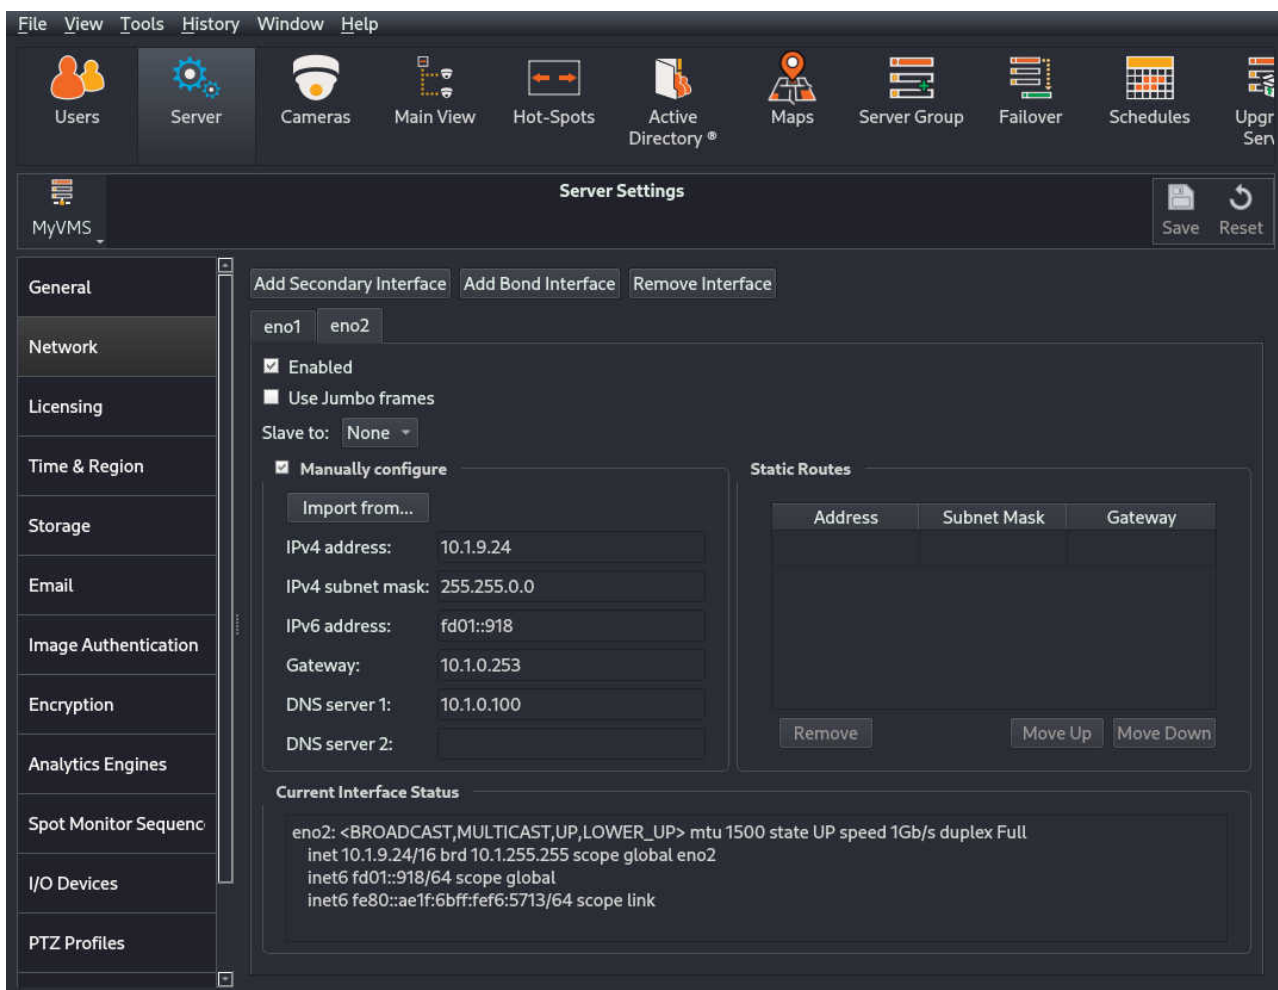 File View Tools History Window Help
Users
Server
Cameras
Main View
Hot-Spots
Active
Directory ®
Maps
Server Group
Failover
Schedules
Upgr
Serv
MyVMS
Server Settings
Save
Reset
General
Network
Licensing
Time & Region
Storage
Email
Image Authentication
Encryption
Analytics Engines
Spot Monitor Sequenc
I/O Devices
PTZ Profiles
Add Secondary Interface Add Bond Interface Remove Interface
eno1 eno2
Enabled
Use Jumbo frames
Slave to: None
Manually configure
Import from...
IPv4 address: 10.1.9.24
IPv4 subnet mask: 255.255.0.0
IPv6 address: fd01::918
Gateway: 10.1.0.253
DNS server 1: 10.1.0.100
DNS server 2:
Static Routes
Address Subnet Mask Gateway
Remove Move Up Move Down
Current Interface Status
eno2: <BROADCAST,MULTICAST,UP,LOWER_UP> mtu 1500 state UP speed 1Gb/s duplex Full
inet 10.1.9.24/16 brd 10.1.255.255 scope global eno2
inet6 fd01::918/64 scope global
inet6 fe80::ae1f:6bff:fef6:5713/64 scope link